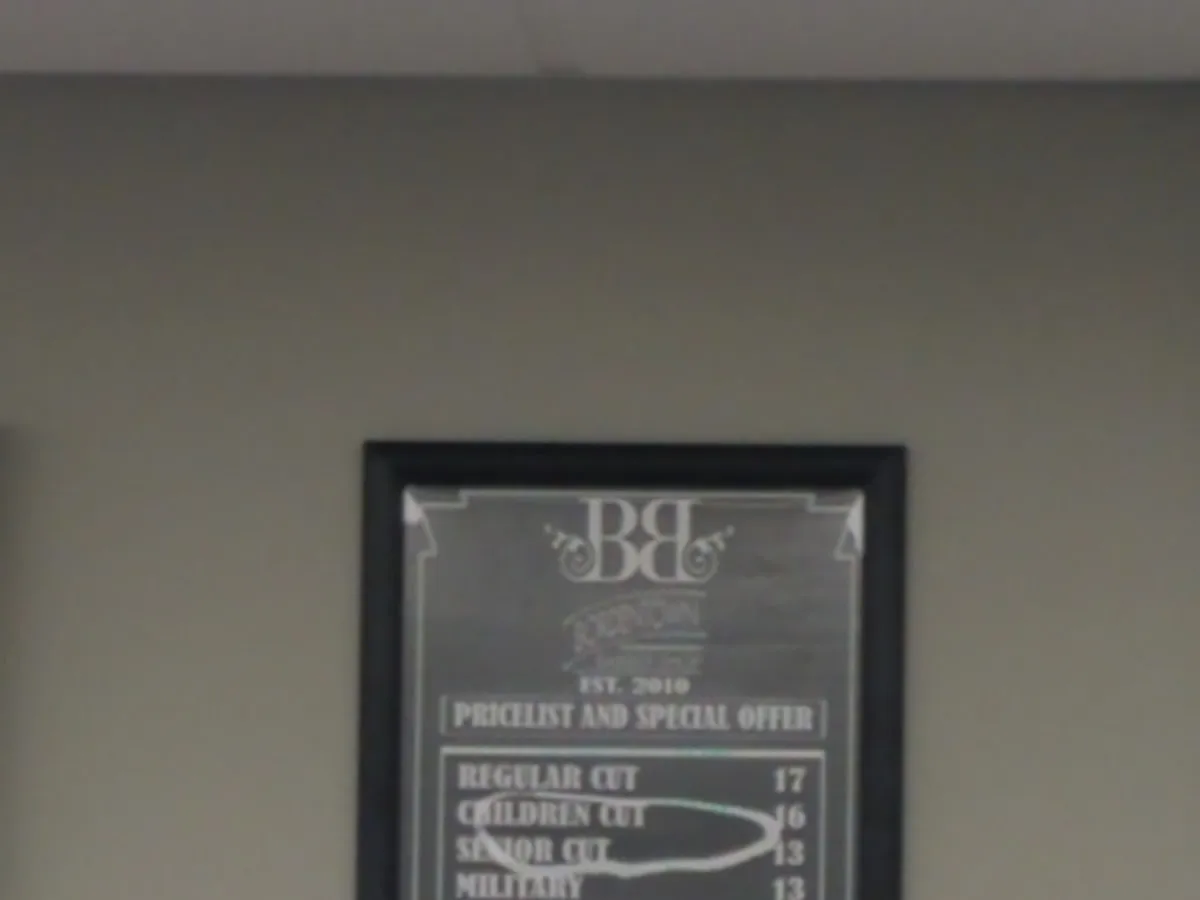 BB
EST. 2010
PRICELIST AND SPECIAL OFFER
REGULAR CUT 17
CHILDREN CUT 16
SENIOR CUT 13
MILITARY 13